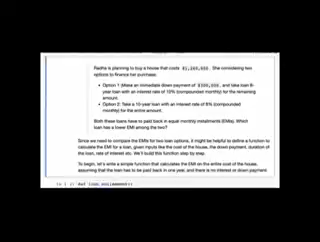 Radha is planning to buy a house that costs $1,260,000. She considering two
options to finance her purchase:
Option 1: Make an immediate down payment of $300,000, and take loan 8-
year loan with an interest rate of 10% (compounded monthly) for the remaining
amount.
Option 2: Take a 10-year loan with an interest rate of 8% (compounded
monthly) for the entire amount.
Both these loans have to paid back in equal monthly installments (EMIs). Which
loan has a lower EMI among the two?
Since we need to compare the EMIs for two loan options, it might be helpful to define a function to
calculate the EMI for a loan, given inputs like the cost of the house, the down payment, duration of
the loan, rate of interest etc. We'll build this function step by step.
To begin, let's write a simple function that calculates the EMI on the entire cost of the house,
assuming that the loan has to be paid back in one year, and there is no interest or down payment
def loan_emi(amount):